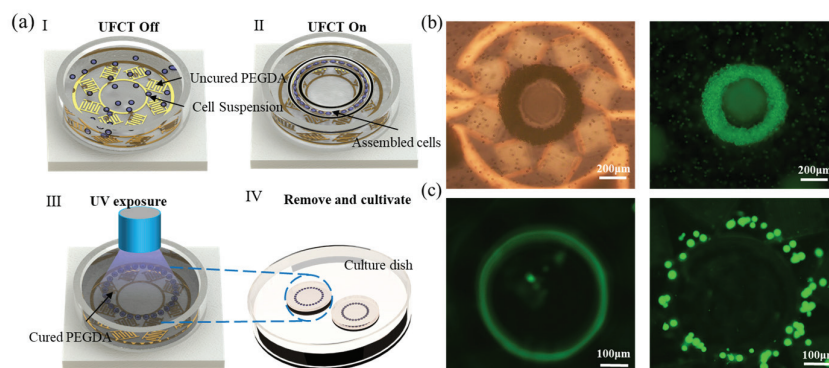 (a)
I
UFCT Off
Uncured PEGDA
Cell Suspension
II
UFCT On
Assembled cells
III
UV exposure
Cured PEGDA
IV
Remove and cultivate
Culture dish
(b)
200μm
200μm
(c)
100μm
100μm